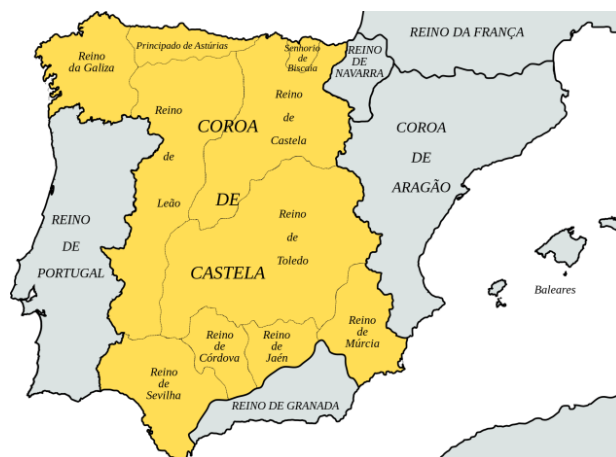 REINO DA FRANÇA
Reino
da Galiza
Principado de Astúrias
Senhorio
de
Biscaia
REINO
DE
NAVARRA
Reino
de
Leão
Reino
de
Castela
COROA
DE
CASTELA
COROA
DE
ARAGÃO
REINO
DE
PORTUGAL
Reino
de
Toledo
Baleares
Reino
de
Sevilha
Reino
de
Córdova
Reino
de
Jaén
Reino
de
Múrcia
REINO DE GRANADA